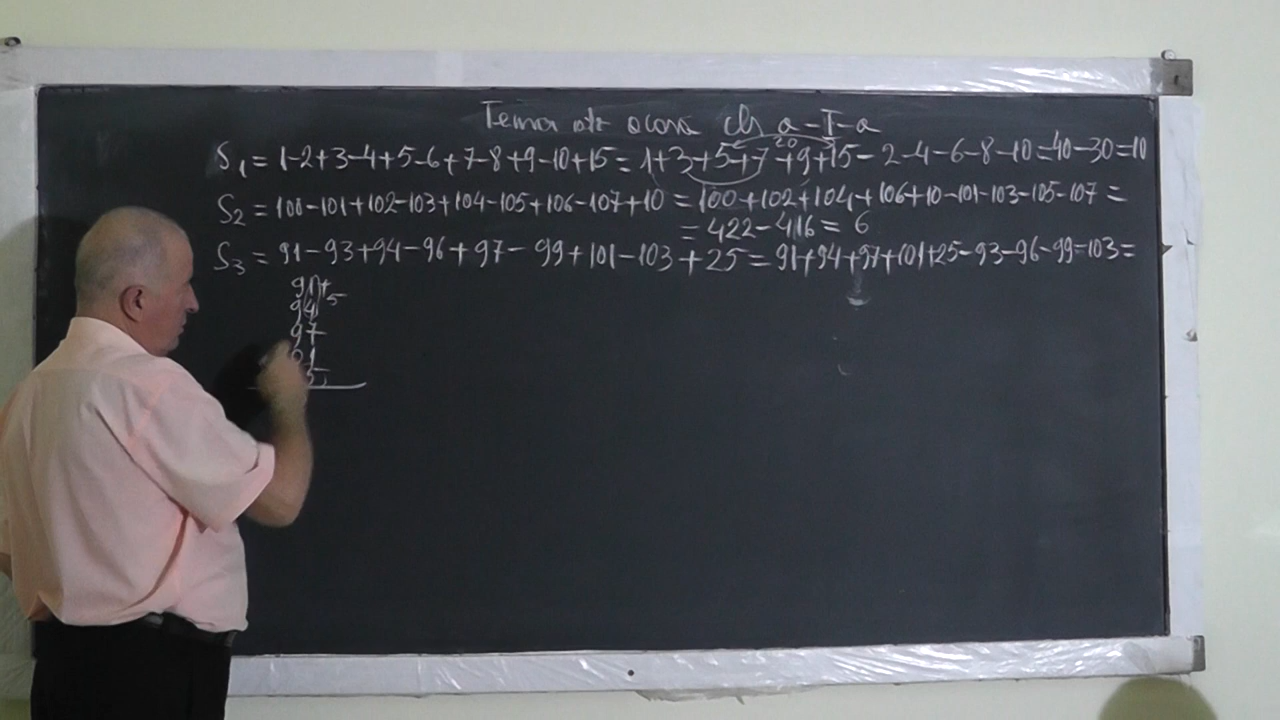 Tema ptr acasă cls a-V-a
S₁ = 1-2+3-4+5-6+7-8+9-10+15 = 1+3+5+7+9+15-2-4-6-8-10=40-30=10
20
S₂ = 100-101+102-103+104-105+106-107+10 = 100+102+104+106+10-101-103-105-107 =
= 422-416 = 6
S₃ = 91-93+94-96+97-99+101-103+25 = 91+94+97+101+25-93-96-99-103=
91+
94
5
97